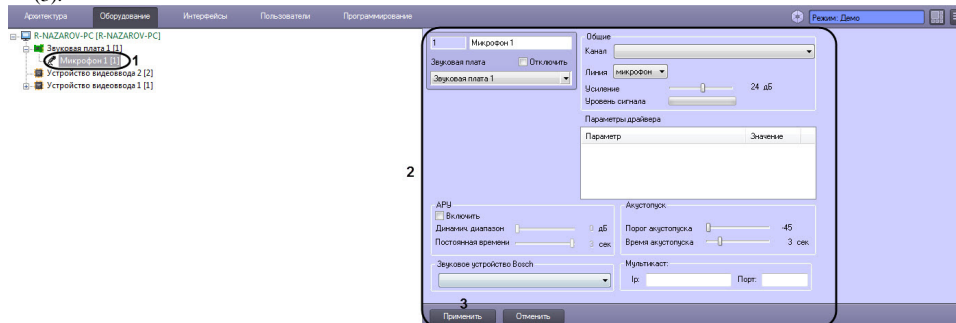 (3).
Архитектура Оборудование Интерфейсы Пользователи Программирование Режим: Демо
R-NAZAROV-PC [R-NAZAROV-PC]
Звуковая плата 1 [1]
Микрофон 1 [1] 1
Устройство видеоввода 2 [2]
Устройство видеоввода 1 [1]
2
1 Микрофон 1
Звуковая плата Отключить
Звуковая плата 1
Общие
Канал
Линия микрофон
Усиление 24 дБ
Уровень сигнала
Параметры драйвера
Параметр Значение
АРУ
Включить
Динамич. диапазон 0 дБ
Постоянная времени 3 сек
Акустопуск
Порог акустопуска -45
Время акустопуска 3 сек
Звуковое устройство Bosch
Мультикаст:
Ip: Порт:
3
Применить Отменить